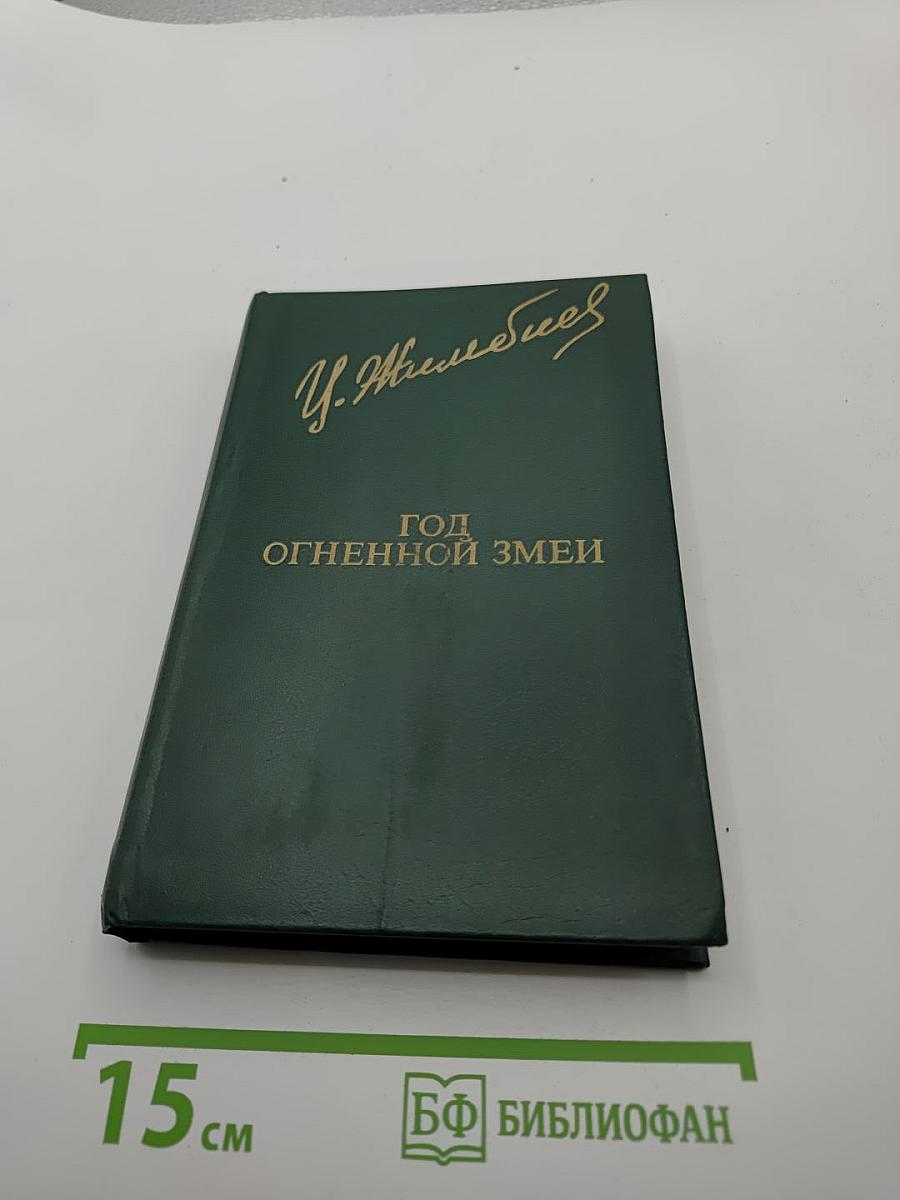 Ц. Жимбиев
ГОД
ОГНЕННОЙ ЗМЕИ
15 см
БФ БИБЛИОФАН